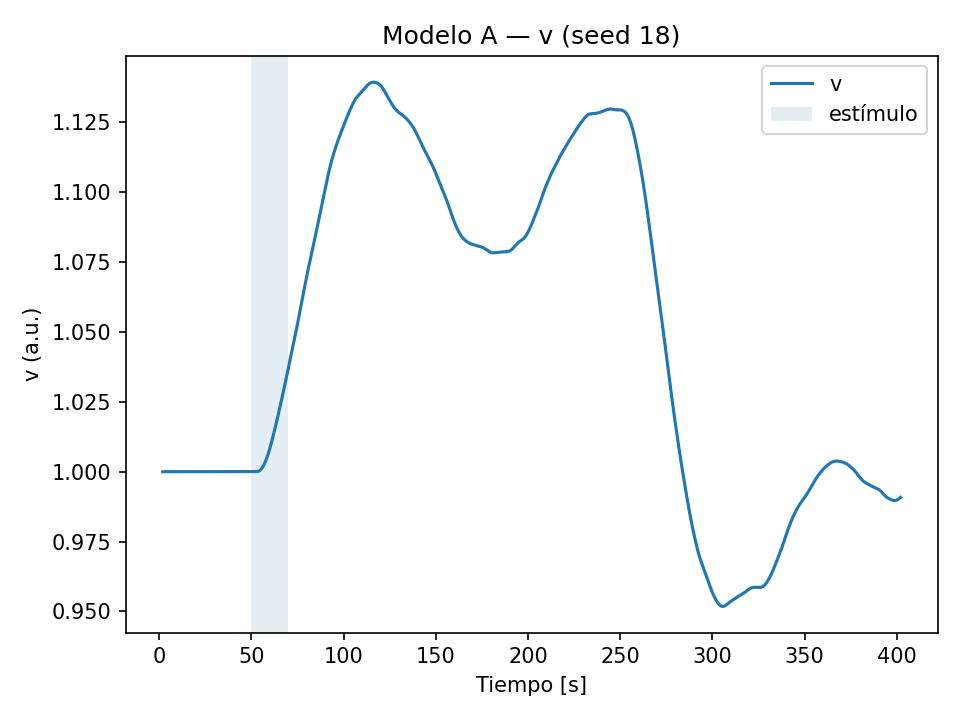 Modelo A — v (seed 18)
v
estímulo
1.125
1.100
1.075
1.050
1.025
1.000
0.975
0.950
v (a.u.)
0 50 100 150 200 250 300 350 400
Tiempo [s]